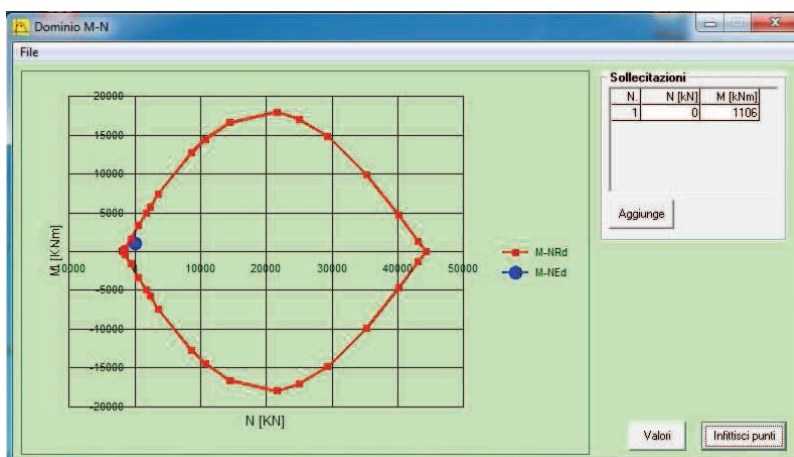 Dominio M-N
File
20000
15000
10000
5000
M [KNm]
10000
0
10000
20000
30000
40000
50000
-5000
-10000
-15000
-20000
N [KN]
M-NRd
M-NEd
Sollecitazioni
N. N [kN] M [kNm]
1 0 1106
Aggiunge
Valori
Infittisci punti